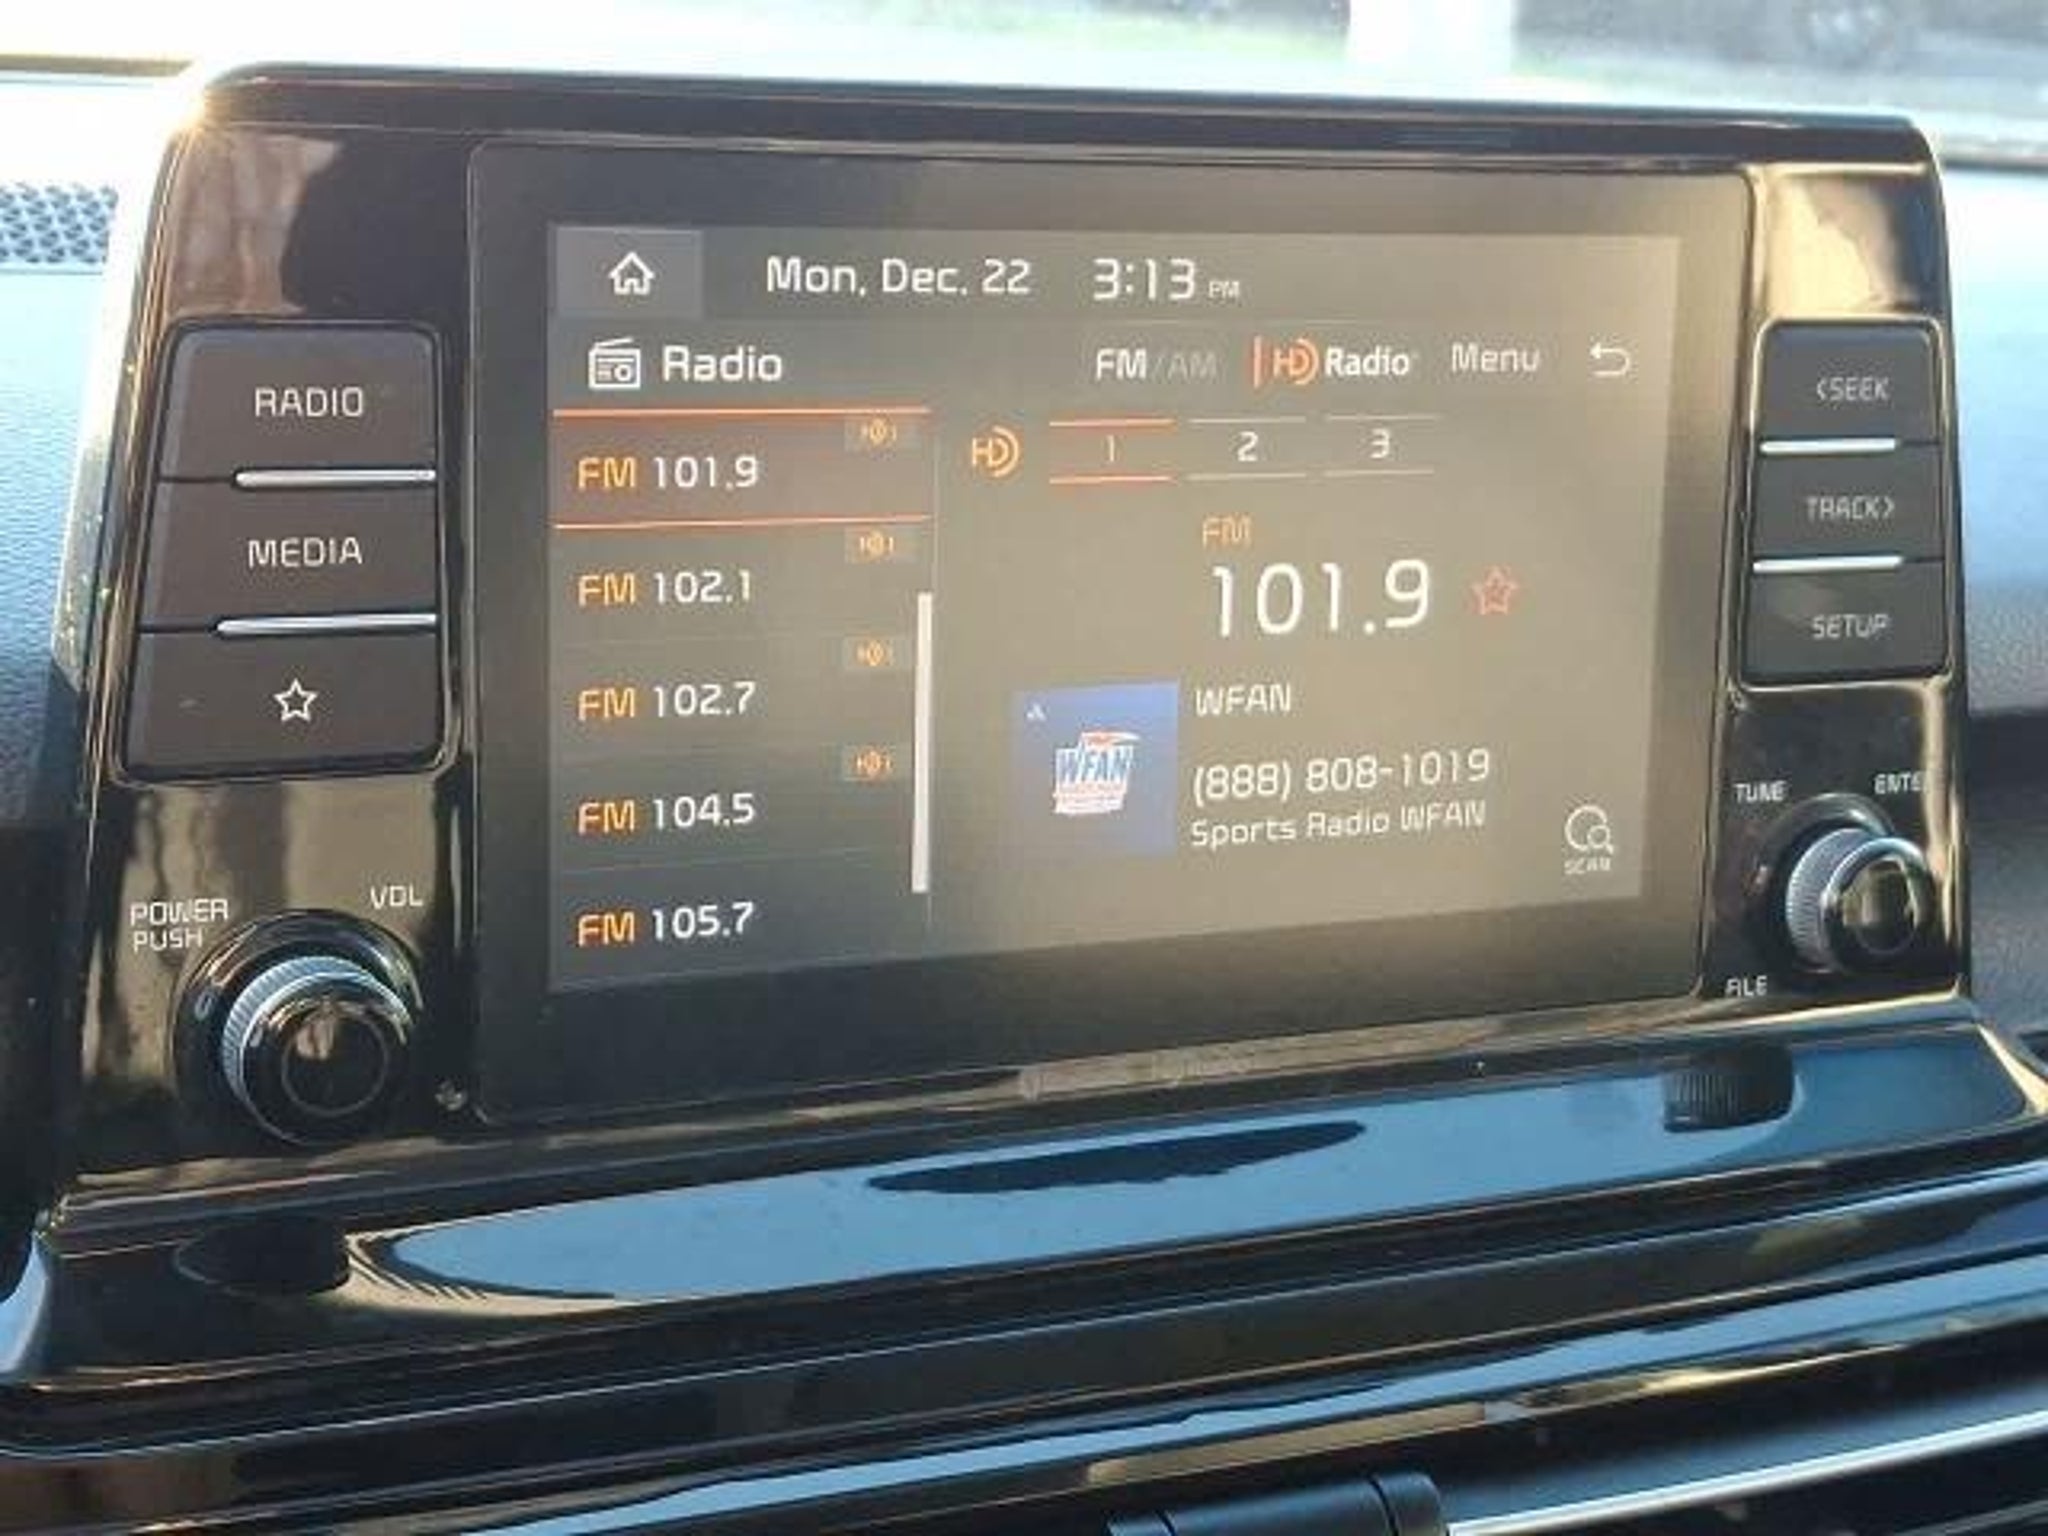 Mon, Dec. 22 3:13 PM
Radio FM/AM HD Radio Menu
RADIO
MEDIA
POWER PUSH VOL
FM 101.9
FM 102.1
FM 102.7
FM 104.5
FM 105.7
HD 1 2 3
FM
101.9
WFAN
WFAN
(888) 808-1019
Sports Radio WFAN
SCAN
<SEEK
TRACK>
SETUP
TUNE
FILE